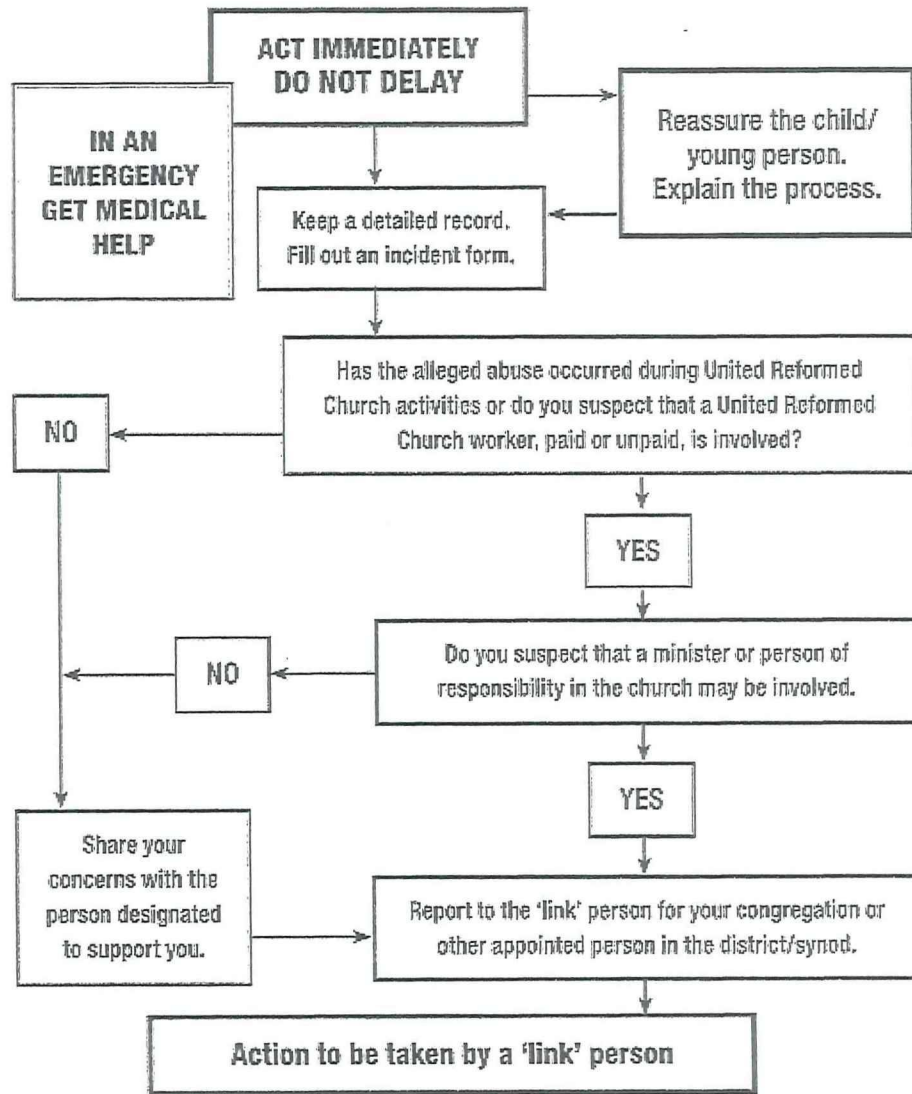 ACT IMMEDIATELY
DO NOT DELAY
IN AN
EMERGENCY
GET MEDICAL
HELP
Reassure the child/
young person.
Explain the process.
Keep a detailed record.
Fill out an incident form.
Has the alleged abuse occurred during United Reformed
Church activities or do you suspect that a United Reformed
Church worker, paid or unpaid, is involved?
NO
YES
Do you suspect that a minister or person of
responsibility in the church may be involved.
NO
YES
Share your
concerns with the
person designated
to support you.
Report to the ‘link’ person for your congregation or
other appointed person in the district/synod.
Action to be taken by a ‘link’ person